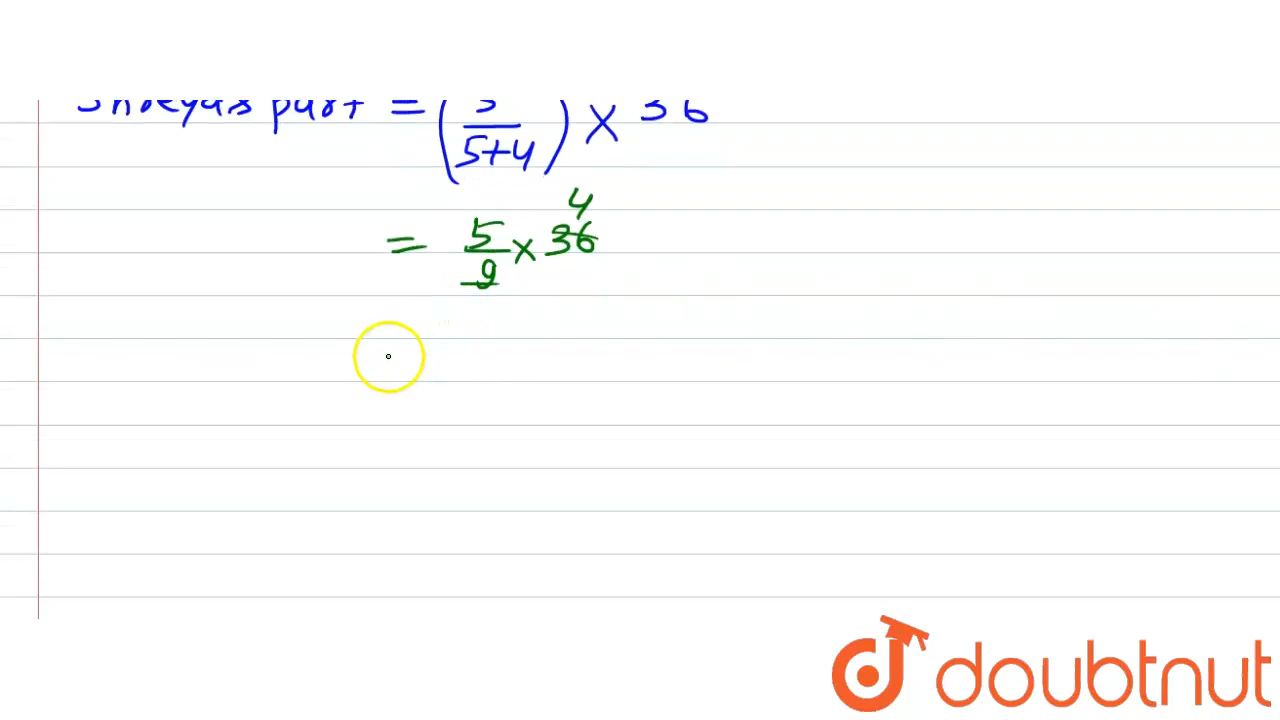 Shreyas part = (5/(5+4)) × 36
4
= 5/9 × 36
doubtnut